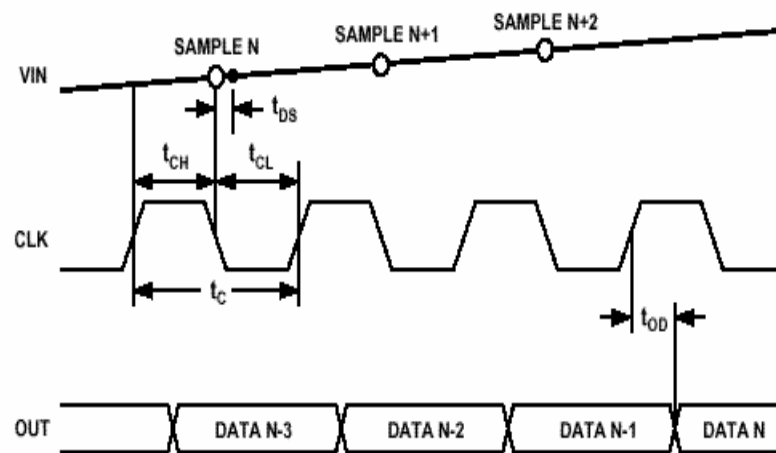 SAMPLE N
SAMPLE N+1
SAMPLE N+2
VIN
tDS
tCH
tCL
CLK
tC
tOD
OUT
DATA N-3
DATA N-2
DATA N-1
DATA N